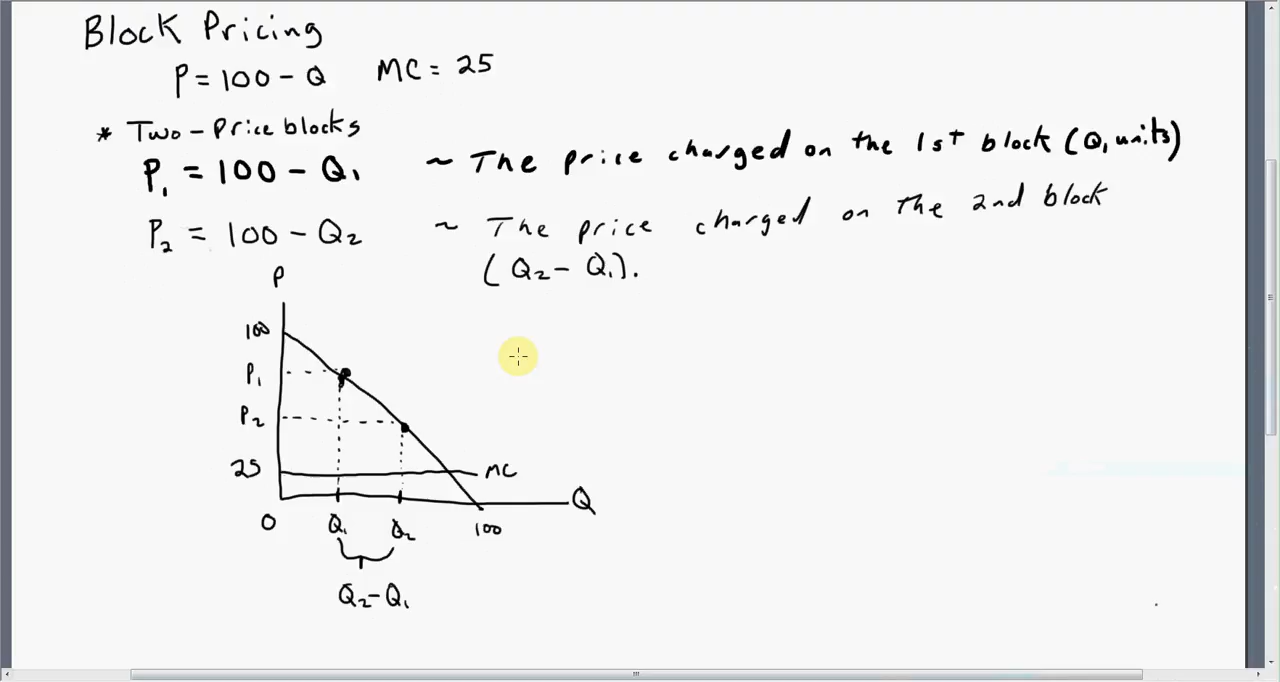 Block Pricing
P = 100 - Q MC = 25
* Two-Price blocks
P₁ = 100 - Q₁ ~ The price charged on the 1st block (Q₁ units)
P₂ = 100 - Q₂ ~ The price charged on the 2nd block
(Q₂ - Q₁).
P
100
P₁
P₂
25 MC
Q
0 Q₁ Q₂ 100
Q₂ - Q₁